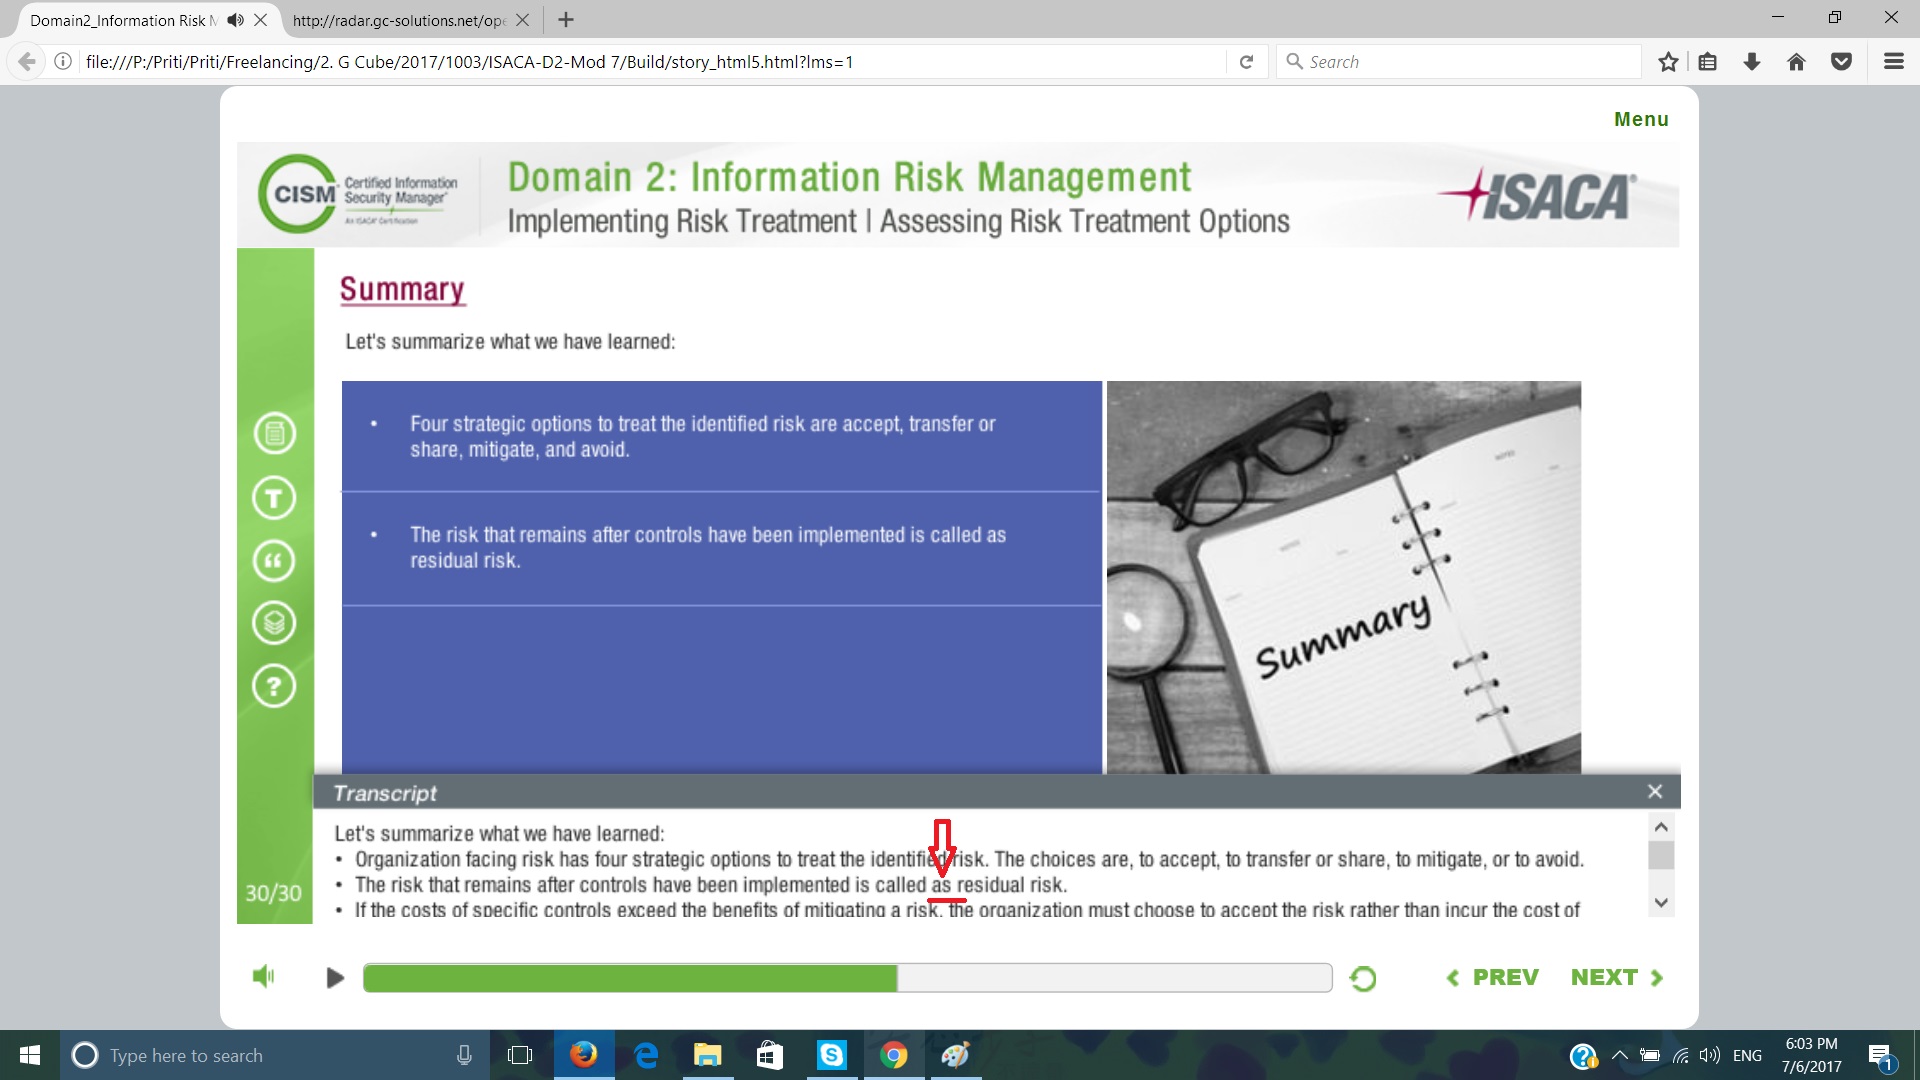 Domain2_Information Risk M
http://radar.gc-solutions.net/ope
file:///P:/Priti/Priti/Freelancing/2. G Cube/2017/1003/ISACA-D2-Mod 7/Build/story_html5.html?lms=1
Search
Menu
CISM
Certified Information
Security Manager®
An ISACA® Certification
Domain 2: Information Risk Management
Implementing Risk Treatment | Assessing Risk Treatment Options
ISACA®
Summary
Let's summarize what we have learned:
• Four strategic options to treat the identified risk are accept, transfer or
share, mitigate, and avoid.
• The risk that remains after controls have been implemented is called as
residual risk.
NOTES
NOTES
Summary
T
?
Transcript
Let's summarize what we have learned:
• Organization facing risk has four strategic options to treat the identified risk. The choices are, to accept, to transfer or share, to mitigate, or to avoid.
• The risk that remains after controls have been implemented is called as residual risk.
• If the costs of specific controls exceed the benefits of mitigating a risk, the organization must choose to accept the risk rather than incur the cost of
30/30
PREV
NEXT
Type here to search
ENG
6:03 PM
7/6/2017
1